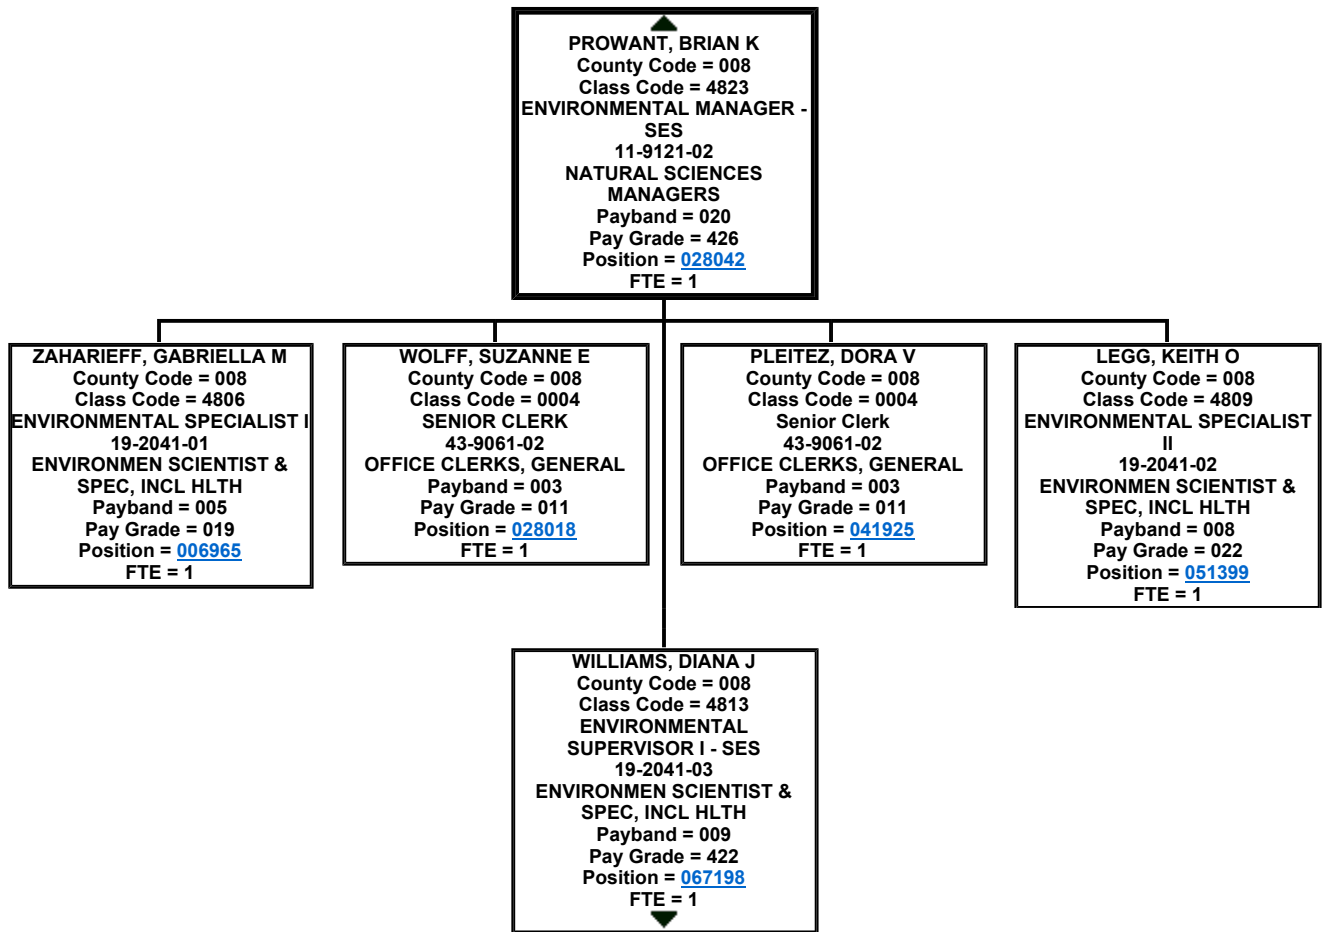 PROWANT, BRIAN K
County Code = 008
Class Code = 4823
ENVIRONMENTAL MANAGER -
SES
11-9121-02
NATURAL SCIENCES
MANAGERS
Payband = 020
Pay Grade = 426
Position = 028042
FTE = 1
ZAHARIEFF, GABRIELLA M
County Code = 008
Class Code = 4806
ENVIRONMENTAL SPECIALIST I
19-2041-01
ENVIRONMEN SCIENTIST &
SPEC, INCL HLTH
Payband = 005
Pay Grade = 019
Position = 006965
FTE = 1
WOLFF, SUZANNE E
County Code = 008
Class Code = 0004
SENIOR CLERK
43-9061-02
OFFICE CLERKS, GENERAL
Payband = 003
Pay Grade = 011
Position = 028018
FTE = 1
PLEITEZ, DORA V
County Code = 008
Class Code = 0004
Senior Clerk
43-9061-02
OFFICE CLERKS, GENERAL
Payband = 003
Pay Grade = 011
Position = 041925
FTE = 1
LEGG, KEITH O
County Code = 008
Class Code = 4809
ENVIRONMENTAL SPECIALIST
II
19-2041-02
ENVIRONMEN SCIENTIST &
SPEC, INCL HLTH
Payband = 008
Pay Grade = 022
Position = 051399
FTE = 1
WILLIAMS, DIANA J
County Code = 008
Class Code = 4813
ENVIRONMENTAL
SUPERVISOR I - SES
19-2041-03
ENVIRONMEN SCIENTIST &
SPEC, INCL HLTH
Payband = 009
Pay Grade = 422
Position = 067198
FTE = 1